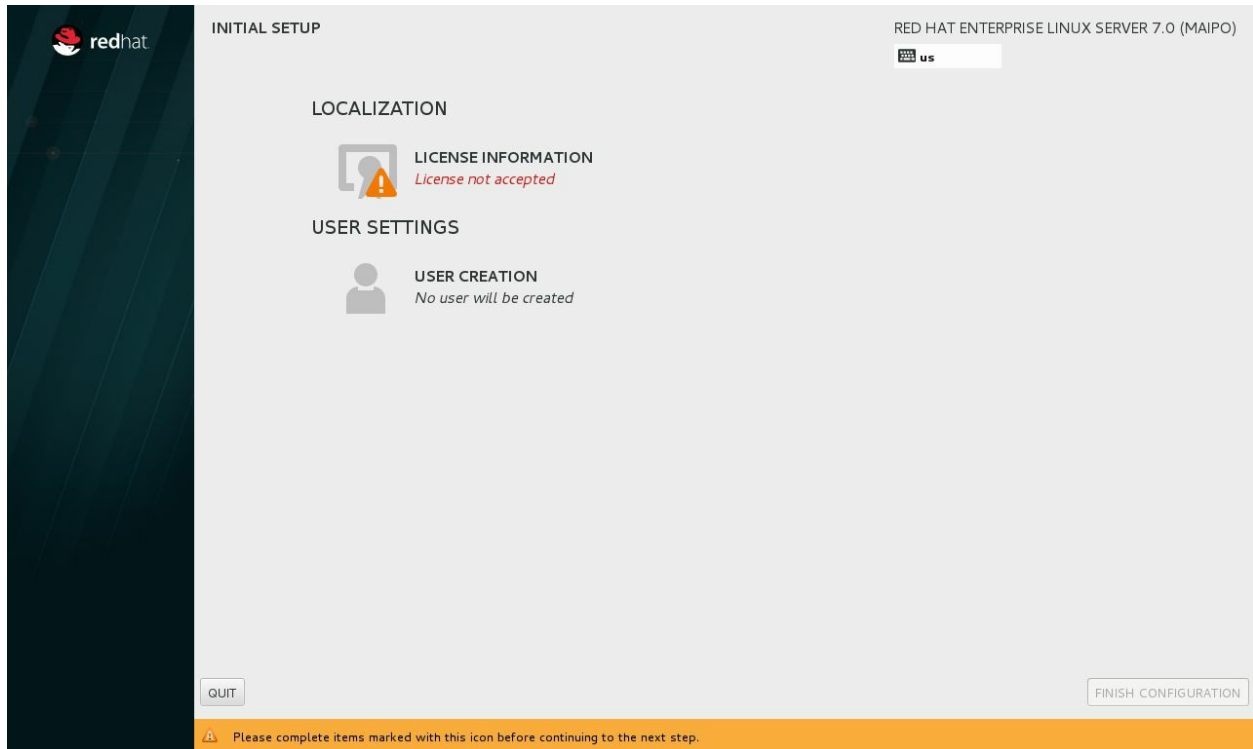 redhat
INITIAL SETUP
RED HAT ENTERPRISE LINUX SERVER 7.0 (MAIPO)
us
LOCALIZATION
LICENSE INFORMATION
License not accepted
USER SETTINGS
USER CREATION
No user will be created
QUIT
FINISH CONFIGURATION
Please complete items marked with this icon before continuing to the next step.